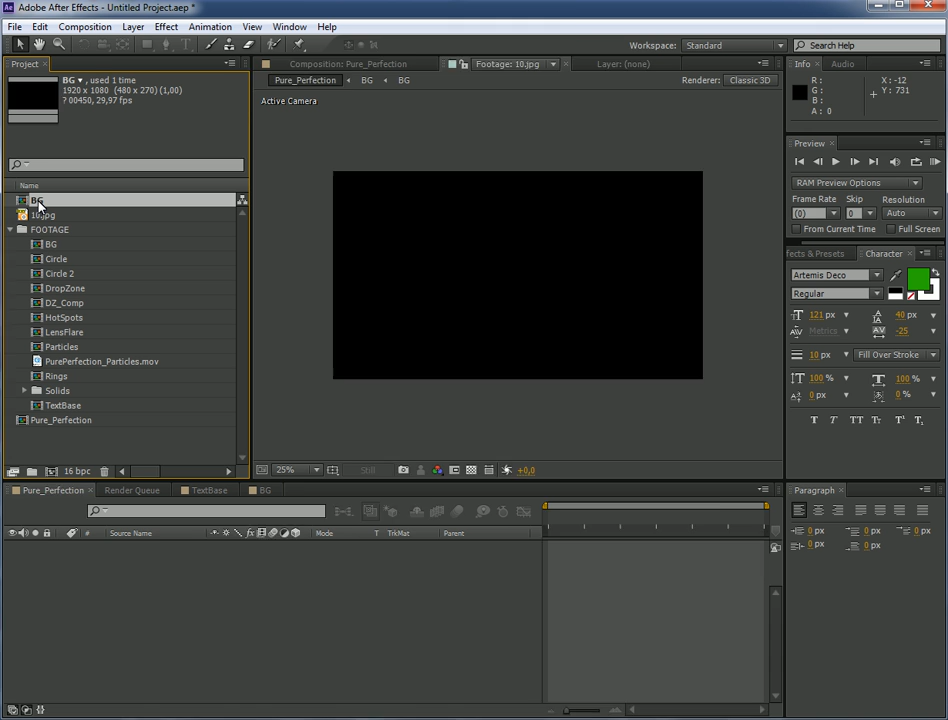 Adobe After Effects - Untitled Project.aep *
File Edit Composition Layer Effect Animation View Window Help
Workspace: Standard Search Help
Project
BG ▾, used 1 time
1920 x 1080 (480 x 270) (1,00)
? 00450, 29,97 fps
Name
BG
10.jpg
FOOTAGE
BG
Circle
Circle 2
DropZone
DZ_Comp
HotSpots
LensFlare
Particles
PurePerfection_Particles.mov
Rings
Solids
TextBase
Pure_Perfection
16 bpc
Composition: Pure_Perfection Footage: 10.jpg Layer: (none)
Pure_Perfection BG BG Renderer: Classic 3D
Active Camera
25% Still +0,0
Info Audio
R : X : -12
G : Y : 731
B :
A : 0
Preview
RAM Preview Options
Frame Rate Skip Resolution
(0) 0 Auto
From Current Time Full Screen
ffects & Presets Character
Artemis Deco
Regular
121 px 40 px
Metrics -25
10 px Fill Over Stroke
100 % 100 %
0 px 0 %
T T TT Tr T¹ T₁
Pure_Perfection Render Queue TextBase BG
# Source Name Mode T TrkMat Parent
Paragraph
0 px 0 px 0 px
0 px 0 px